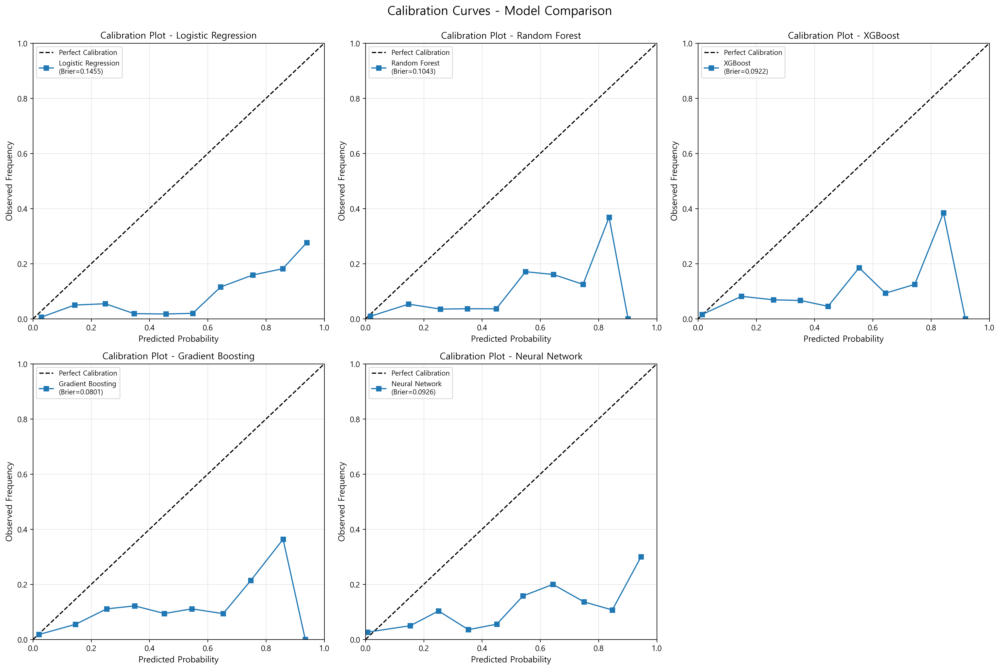 Calibration Curves - Model Comparison
Calibration Plot - Logistic Regression
Perfect Calibration
Logistic Regression
(Brier=0.1455)
1.0
0.8
0.6
0.4
0.2
0.0
Observed Frequency
0.0 0.2 0.4 0.6 0.8 1.0
Predicted Probability
Calibration Plot - Random Forest
Perfect Calibration
Random Forest
(Brier=0.1043)
1.0
0.8
0.6
0.4
0.2
0.0
Observed Frequency
0.0 0.2 0.4 0.6 0.8 1.0
Predicted Probability
Calibration Plot - XGBoost
Perfect Calibration
XGBoost
(Brier=0.0922)
1.0
0.8
0.6
0.4
0.2
0.0
Observed Frequency
0.0 0.2 0.4 0.6 0.8 1.0
Predicted Probability
Calibration Plot - Gradient Boosting
Perfect Calibration
Gradient Boosting
(Brier=0.0801)
1.0
0.8
0.6
0.4
0.2
0.0
Observed Frequency
0.0 0.2 0.4 0.6 0.8 1.0
Predicted Probability
Calibration Plot - Neural Network
Perfect Calibration
Neural Network
(Brier=0.0926)
1.0
0.8
0.6
0.4
0.2
0.0
Observed Frequency
0.0 0.2 0.4 0.6 0.8 1.0
Predicted Probability